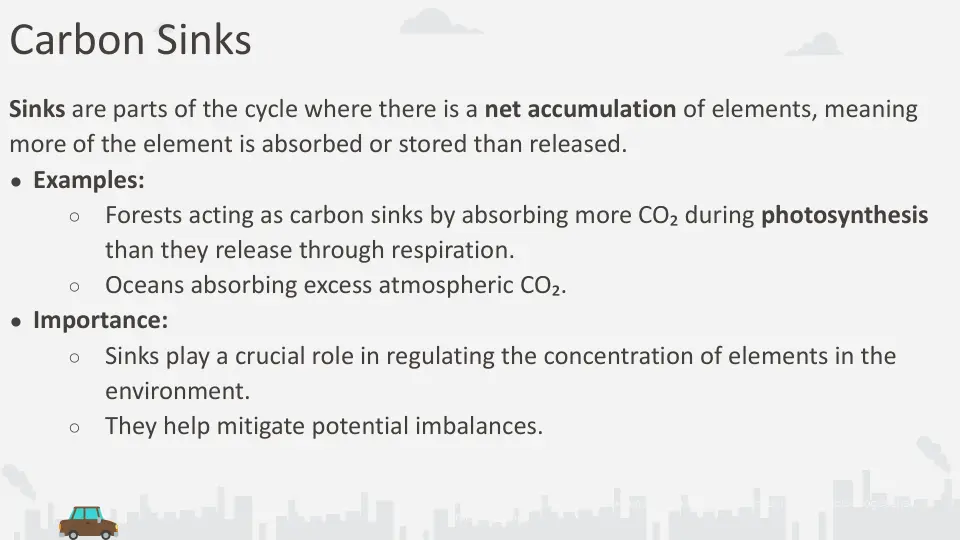 Carbon Sinks
Sinks are parts of the cycle where there is a net accumulation of elements, meaning
more of the element is absorbed or stored than released.
● Examples:
○ Forests acting as carbon sinks by absorbing more CO₂ during photosynthesis
than they release through respiration.
○ Oceans absorbing excess atmospheric CO₂.
● Importance:
○ Sinks play a crucial role in regulating the concentration of elements in the
environment.
○ They help mitigate potential imbalances.